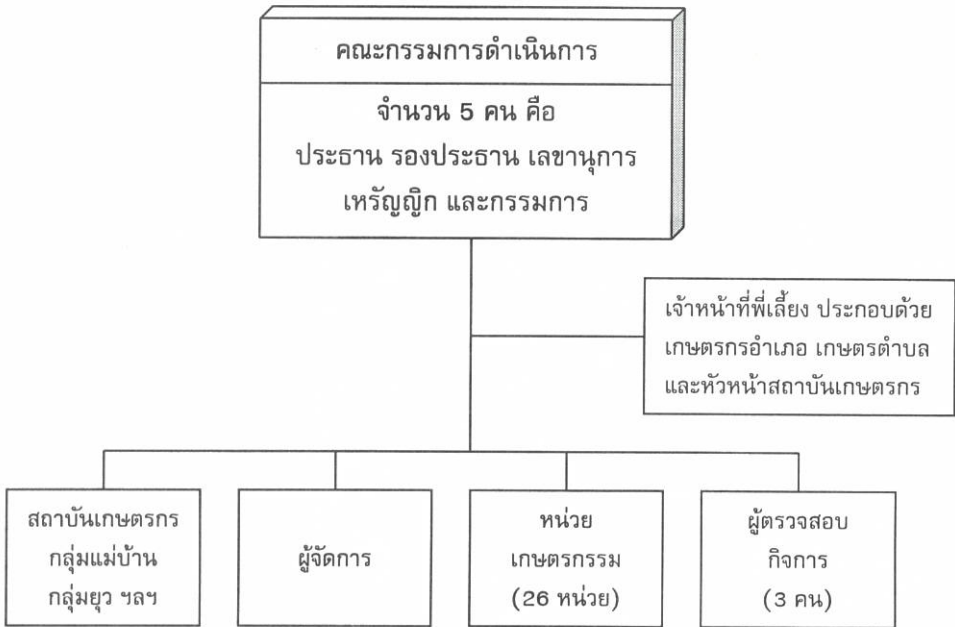 คณะกรรมการดำเนินการ
จำนวน 5 คน คือ
ประธาน รองประธาน เลขานุการ
เหรัญญิก และกรรมการ
เจ้าหน้าที่พี่เลี้ยง ประกอบด้วย
เกษตรกรอำเภอ เกษตรตำบล
และหัวหน้าสถาบันเกษตรกร
สถาบันเกษตรกร
กลุ่มแม่บ้าน
กลุ่มยุว ฯลฯ
ผู้จัดการ
หน่วย
เกษตรกรรม
(26 หน่วย)
ผู้ตรวจสอบ
กิจการ
(3 คน)